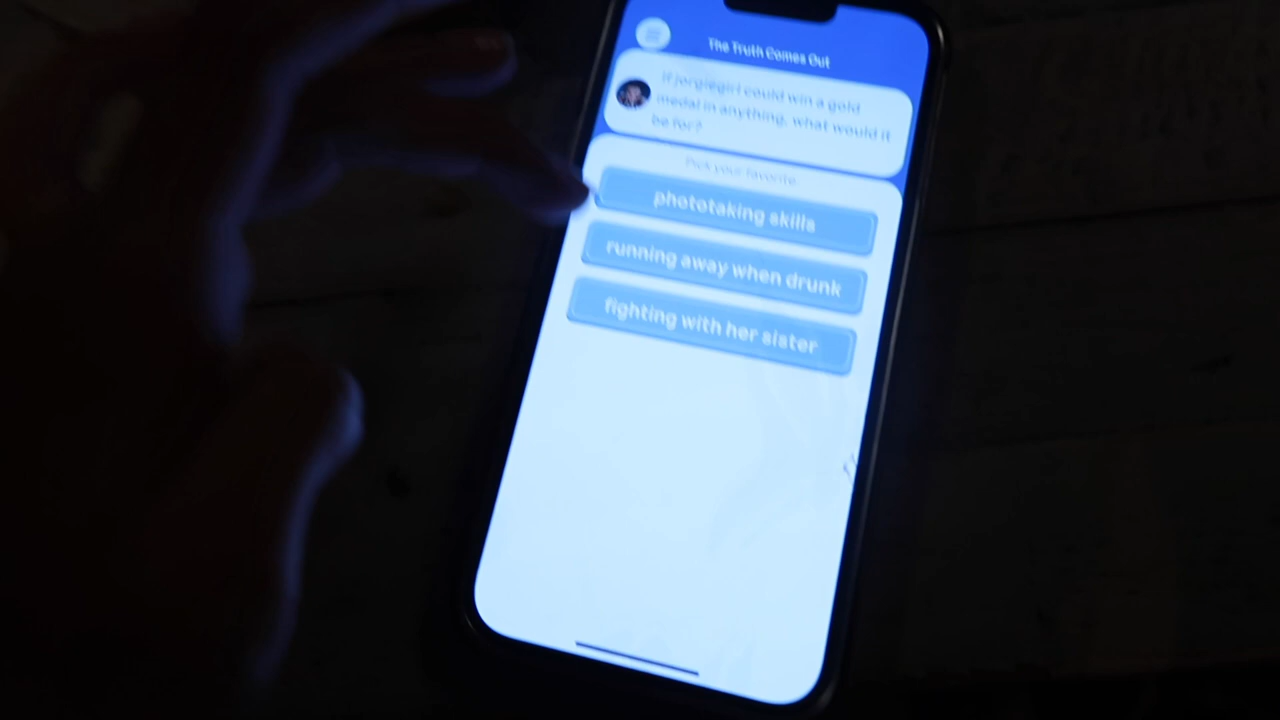 The Truth Comes Out
If jorgiegirl could win a gold
medal in anything, what would it
be for?
Pick your favorite.
phototaking skills
running away when drunk
fighting with her sister